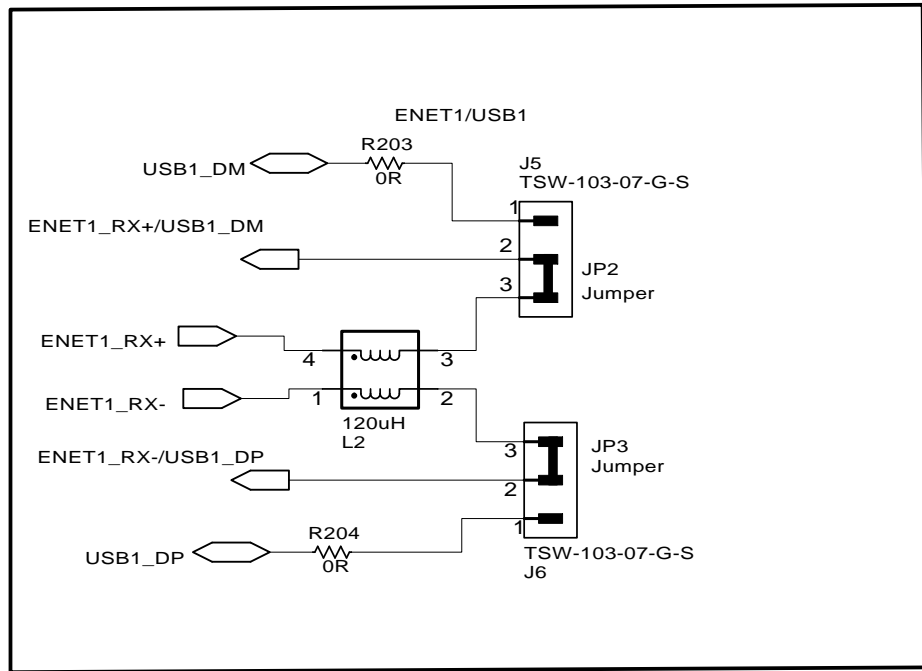 ENET1/USB1
R203
0R
USB1_DM
J5
TSW-103-07-G-S
1
ENET1_RX+/USB1_DM
2
JP2
Jumper
3
ENET1_RX+
4
3
ENET1_RX-
1
2
120uH
L2
ENET1_RX-/USB1_DP
3
JP3
Jumper
2
R204
0R
1
USB1_DP
TSW-103-07-G-S
J6